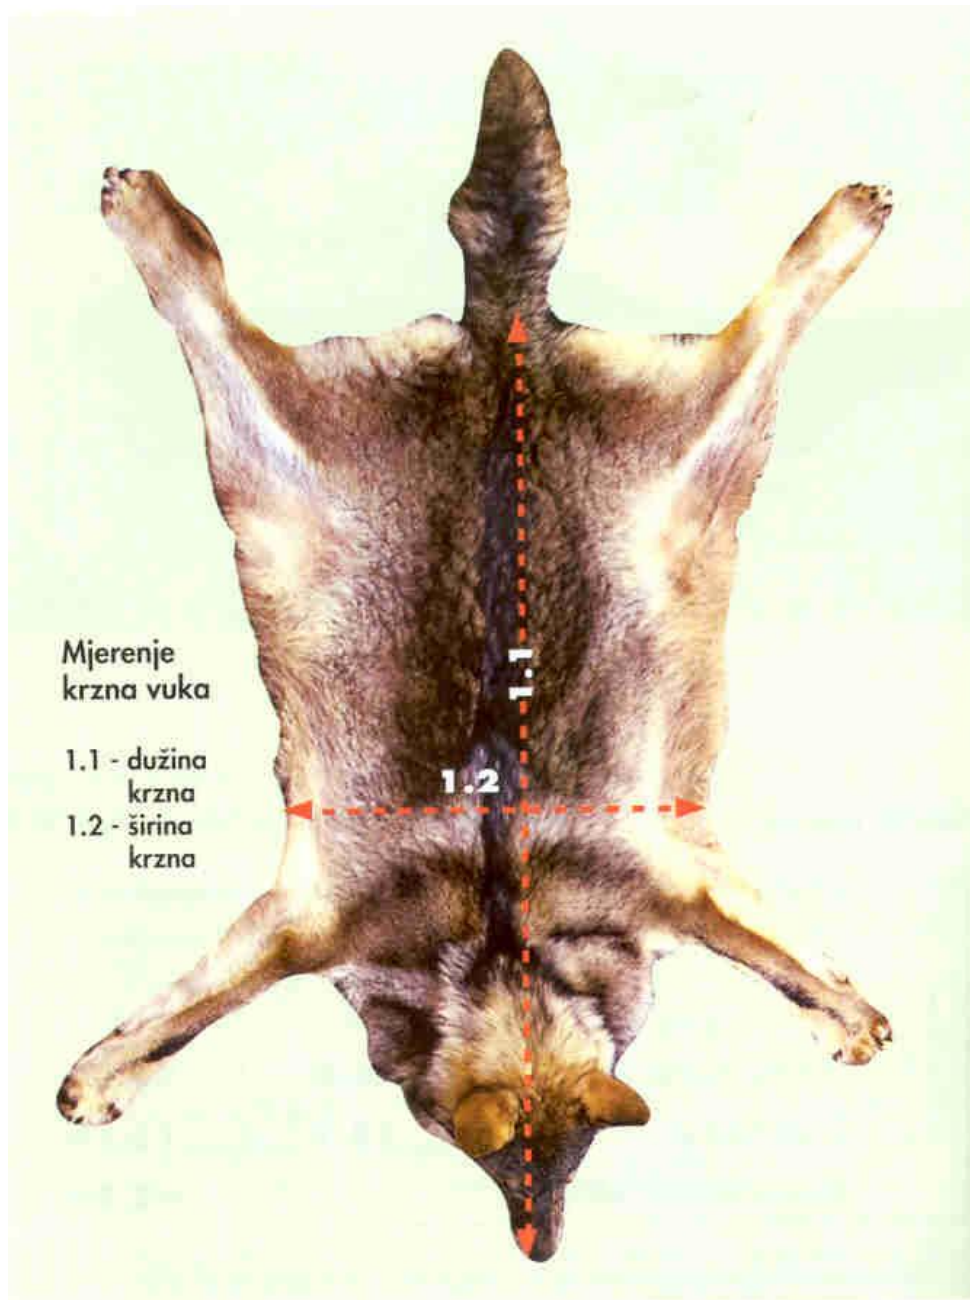 Mjerenje
krzna vuka
1.1 - dužina
krzna
1.2 - širina
krzna
1.1
1.2